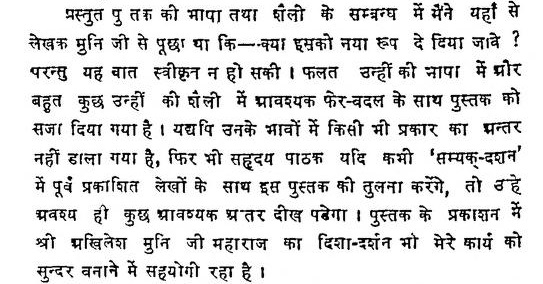 प्रस्तुत पु तक की भाषा तथा शैली के सम्बन्ध में मैंने यहाँ से
लेखक मुनि जी से पूछा था कि—क्या इसको नया रूप दे दिया जावे ?
परन्तु यह बात स्वीकृत न हो सकी । फलत उन्हीं की भाषा में और
बहुत कुछ उन्हीं की शैली में आवश्यक फेर-बदल के साथ पुस्तक को
सजा दिया गया है । यद्यपि उनके भावों में किसी भी प्रकार का अन्तर
नहीं डाला गया है, फिर भी सहृदय पाठक यदि कभी 'सम्यक्-दर्शन'
में पूर्व प्रकाशित लेखों के साथ इस पुस्तक की तुलना करेंगे, तो उ हे
अवश्य ही कुछ आवश्यक अ तर दीख पडेगा । पुस्तक के प्रकाशन में
श्री अखिलेश मुनि जी महाराज का दिशा-दर्शन भी मेरे कार्य को
सुन्दर बनाने में सहयोगी रहा है ।